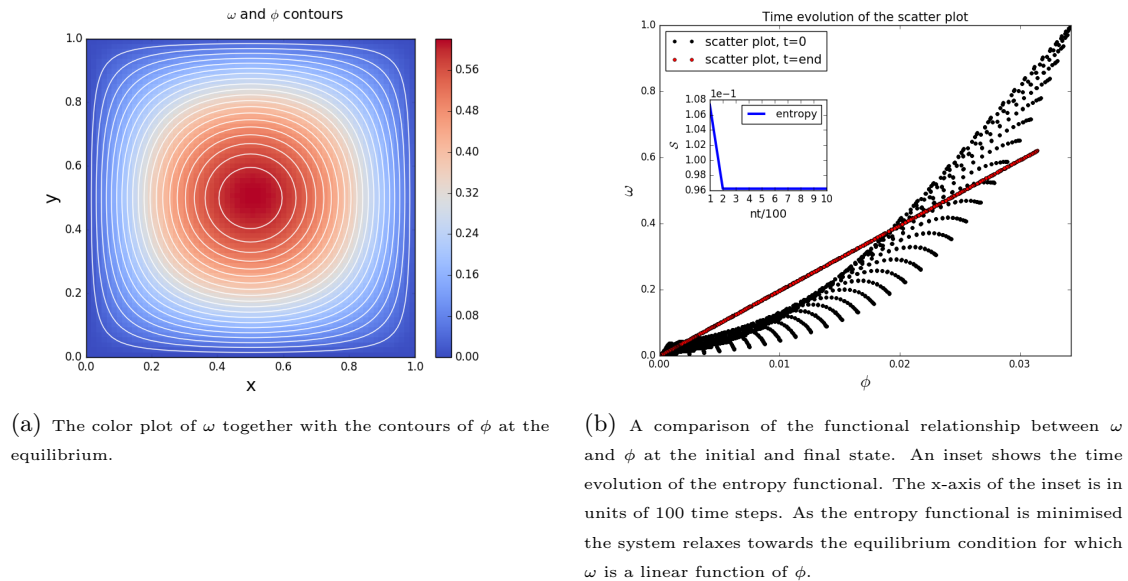 ω and ϕ contours
1.0
0.8
0.6
0.4
0.2
0.0
y
0.0 0.2 0.4 0.6 0.8 1.0
x
0.56
0.48
0.40
0.32
0.24
0.16
0.08
0.00
(a) The color plot of ω together with the contours of ϕ at the
equilibrium.
Time evolution of the scatter plot
scatter plot, t=0
scatter plot, t=end
1e−1
1.08
1.06
1.04
1.02
1.00
0.98
0.96
S
entropy
1 2 3 4 5 6 7 8 9 10
nt/100
1.0
0.8
0.6
0.4
0.2
0.0
ω
0.00 0.01 0.02 0.03
ϕ
(b) A comparison of the functional relationship between ω
and ϕ at the initial and final state. An inset shows the time
evolution of the entropy functional. The x-axis of the inset is in
units of 100 time steps. As the entropy functional is minimised
the system relaxes towards the equilibrium condition for which
ω is a linear function of ϕ.